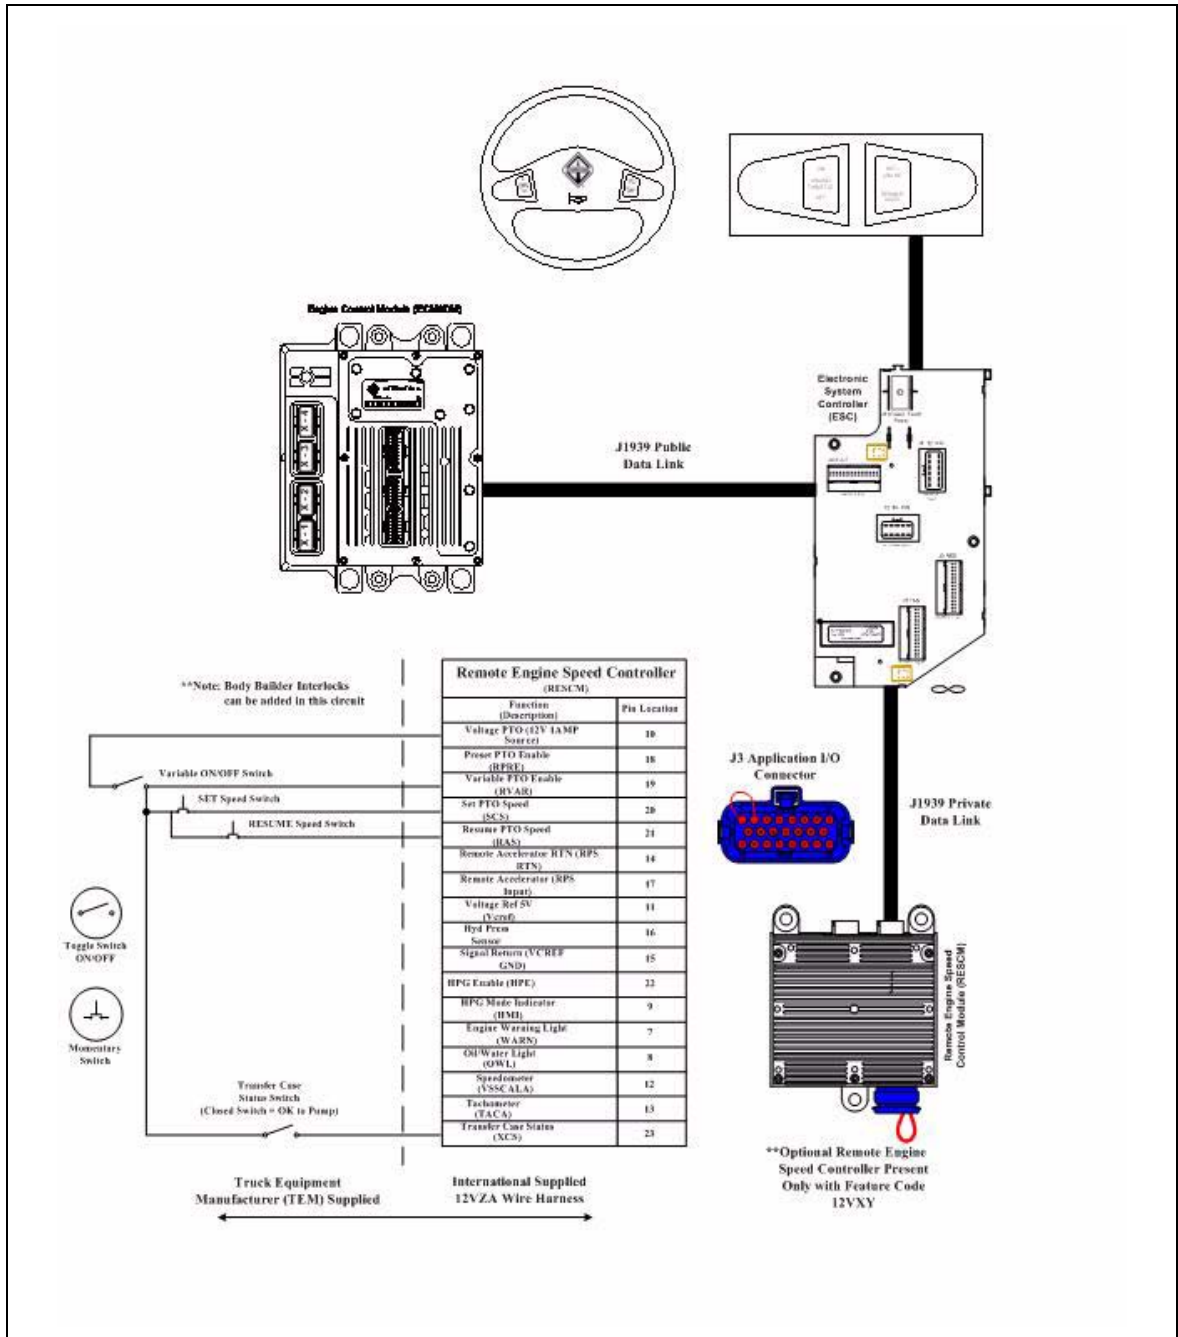 Engine Control Module (ECM/IDM)
Electronic
System
Controller
(ESC)
J1939 Public
Data Link
**Note: Body Builder Interlocks
can be added in this circuit
Remote Engine Speed Controller
(RESCM)
Function
(Description)
Pin Location
Voltage PTO (12V 1AMP
Source)
10
Preset PTO Enable
(RPRE)
18
Variable ON/OFF Switch
Variable PTO Enable
(RVAR)
19
SET Speed Switch
Set PTO Speed
(SCS)
20
RESUME Speed Switch
Resume PTO Speed
(RAS)
21
Remote Accelerator RTN (RPS
RTN)
14
Remote Accelerator (RPS
Input)
17
Voltage Ref 5V
(Vcref)
11
Hyd Pren
Sensor
16
Signal Return (VCREF
GND)
15
HPG Enable (HPE)
22
HPG Mode Indicator
(HMI)
9
Engine Warning Light
(WARN)
7
Oil/Water Light
(OWL)
8
Speedometer
(VSSCALA)
12
Tachometer
(TACA)
13
Transfer Case Status
(XCS)
23
Toggle Switch
ON/OFF
Momentary
Switch
Transfer Case
Status Switch
(Closed Switch = OK to Pump)
J3 Application I/O
Connector
J1939 Private
Data Link
Remote Engine Speed
Control Module (RESCM)
**Optional Remote Engine
Speed Controller Present
Only with Feature Code
12VXY
Truck Equipment
Manufacturer (TEM) Supplied
International Supplied
12VZA Wire Harness